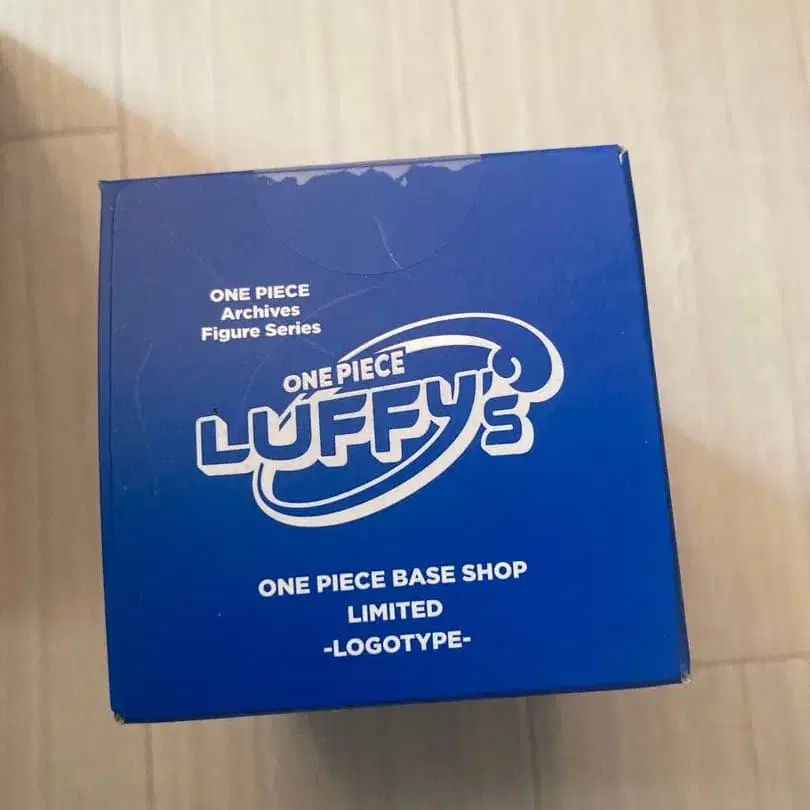 ONE PIECE
Archives
Figure Series
ONE PIECE
LUFFY's
ONE PIECE BASE SHOP
LIMITED
-LOGOTYPE-